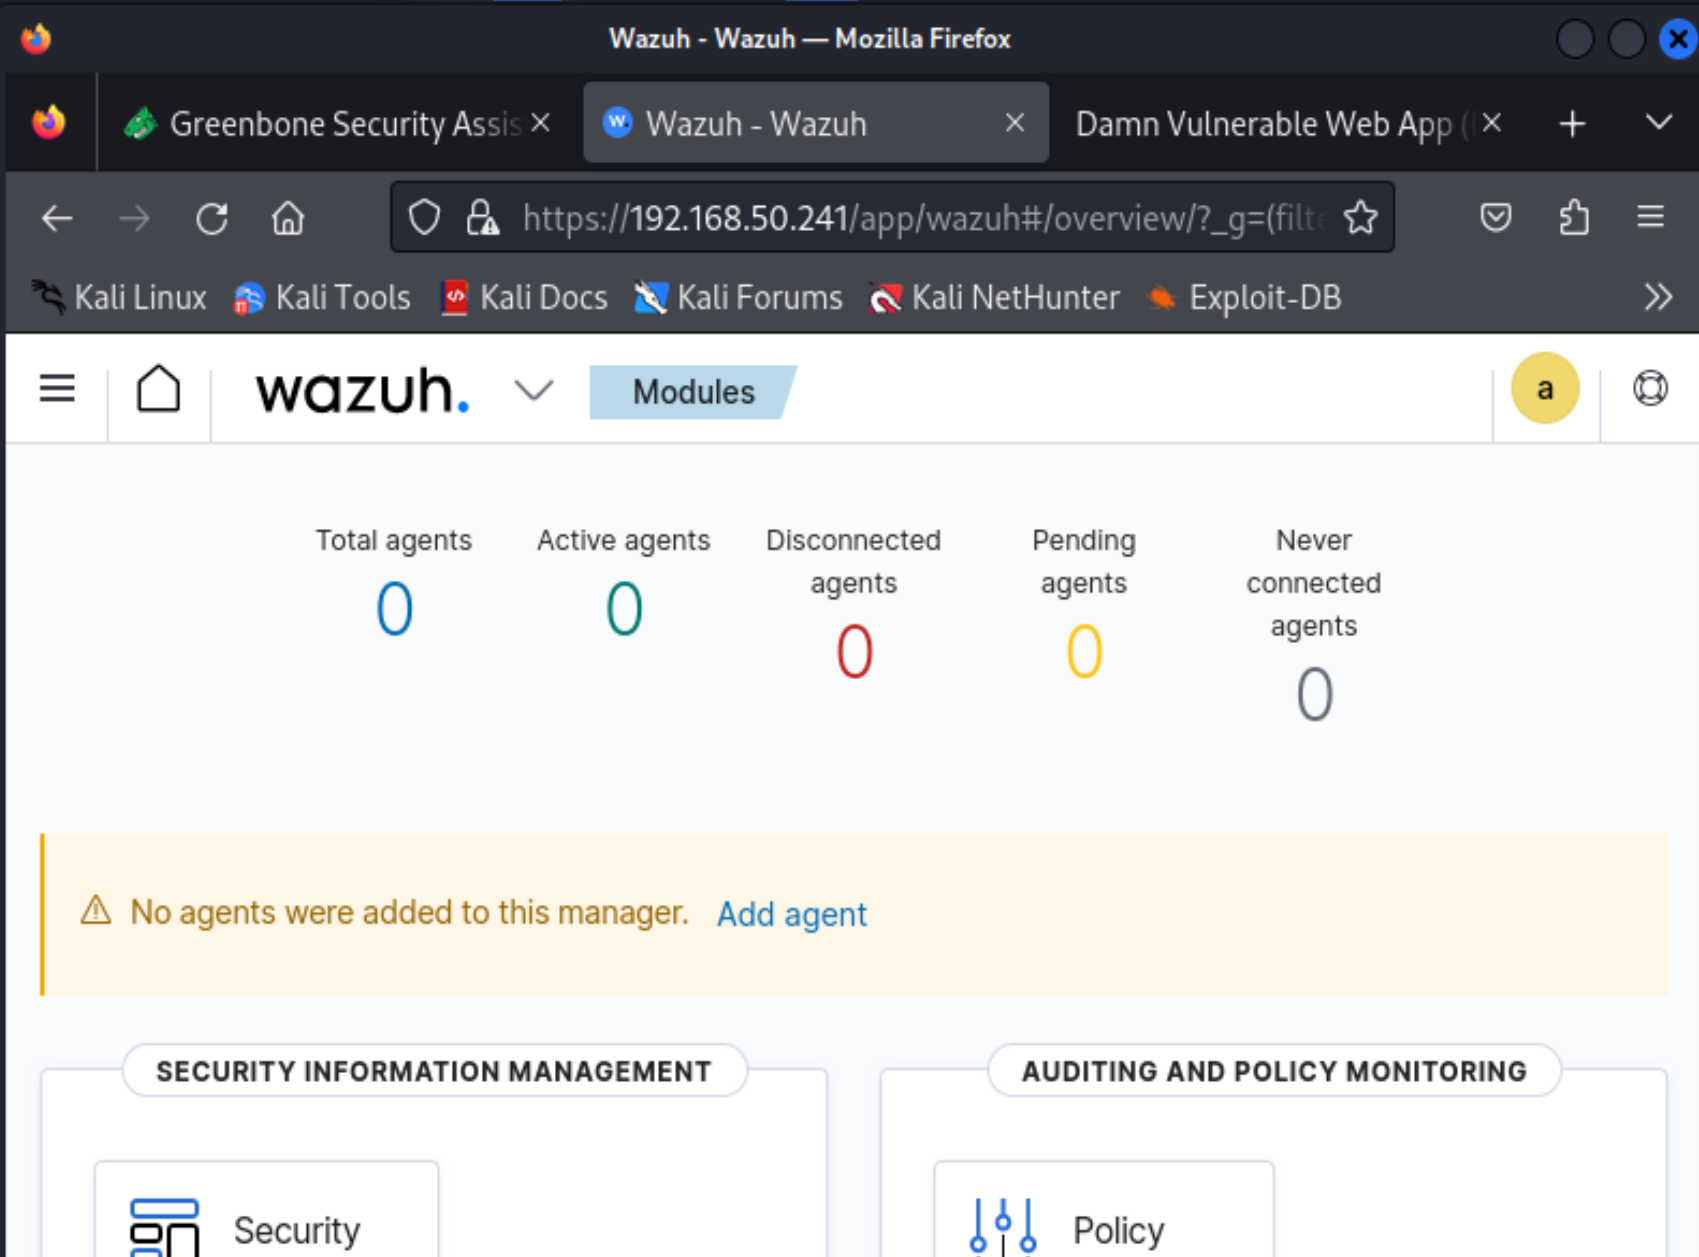 Wazuh - Wazuh — Mozilla Firefox
Greenbone Security Assis
Wazuh - Wazuh
Damn Vulnerable Web App (
https://192.168.50.241/app/wazuh#/overview/?_g=(filte
Kali Linux Kali Tools Kali Docs Kali Forums Kali NetHunter Exploit-DB
wazuh. Modules a
Total agents
0
Active agents
0
Disconnected
agents
0
Pending
agents
0
Never
connected
agents
0
No agents were added to this manager. Add agent
SECURITY INFORMATION MANAGEMENT
Security
AUDITING AND POLICY MONITORING
Policy